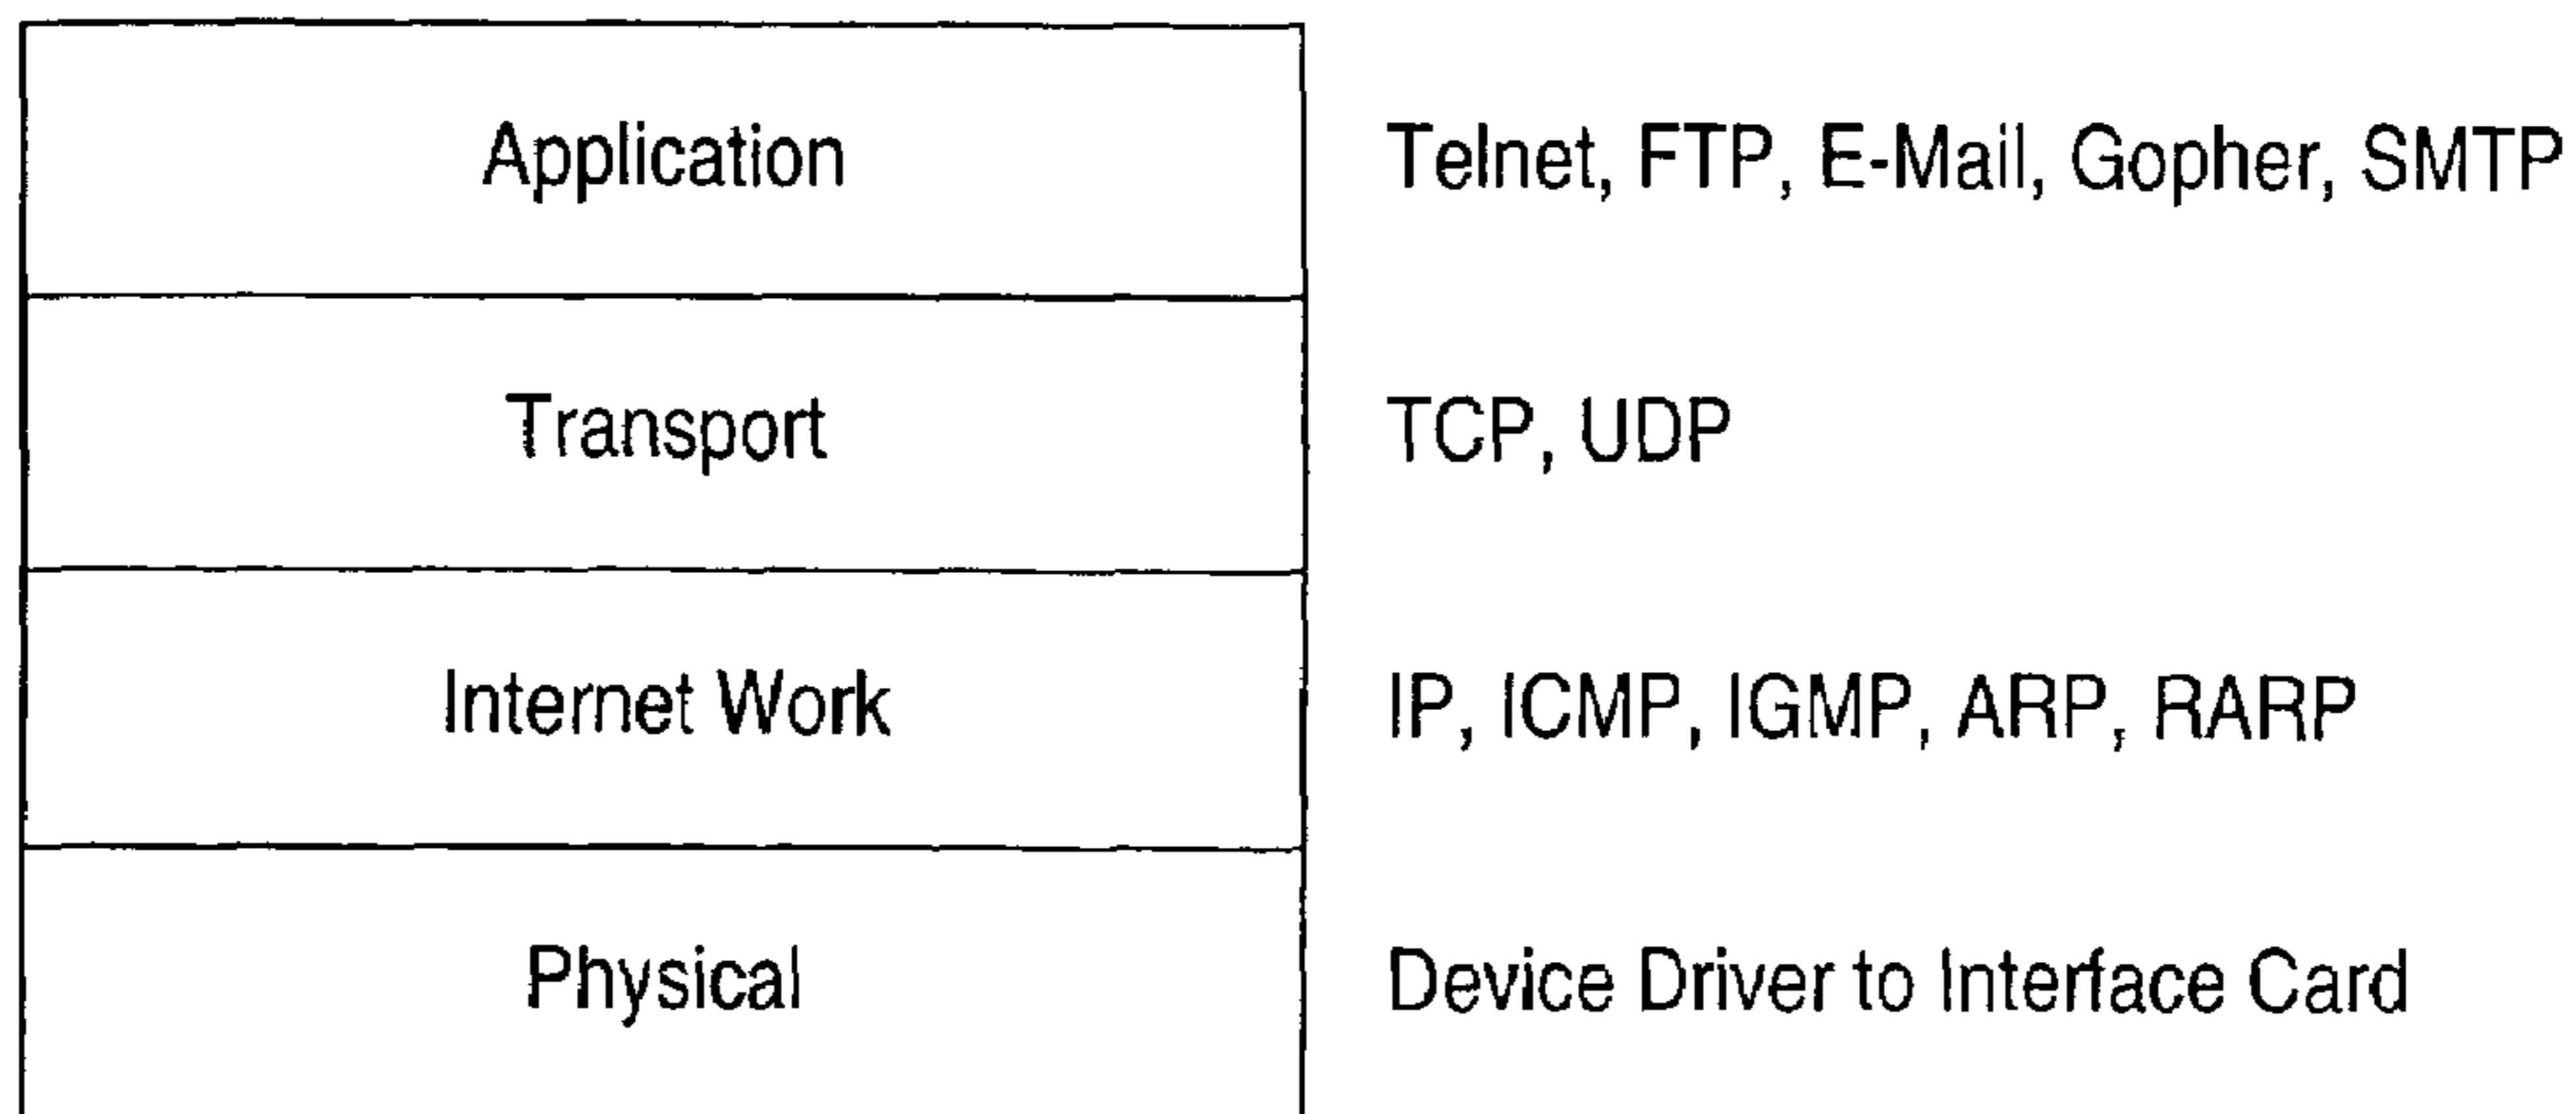 Application
Telnet, FTP, E-Mail, Gopher, SMTP
Transport
TCP, UDP
Internet Work
IP, ICMP, IGMP, ARP, RARP
Physical
Device Driver to Interface Card